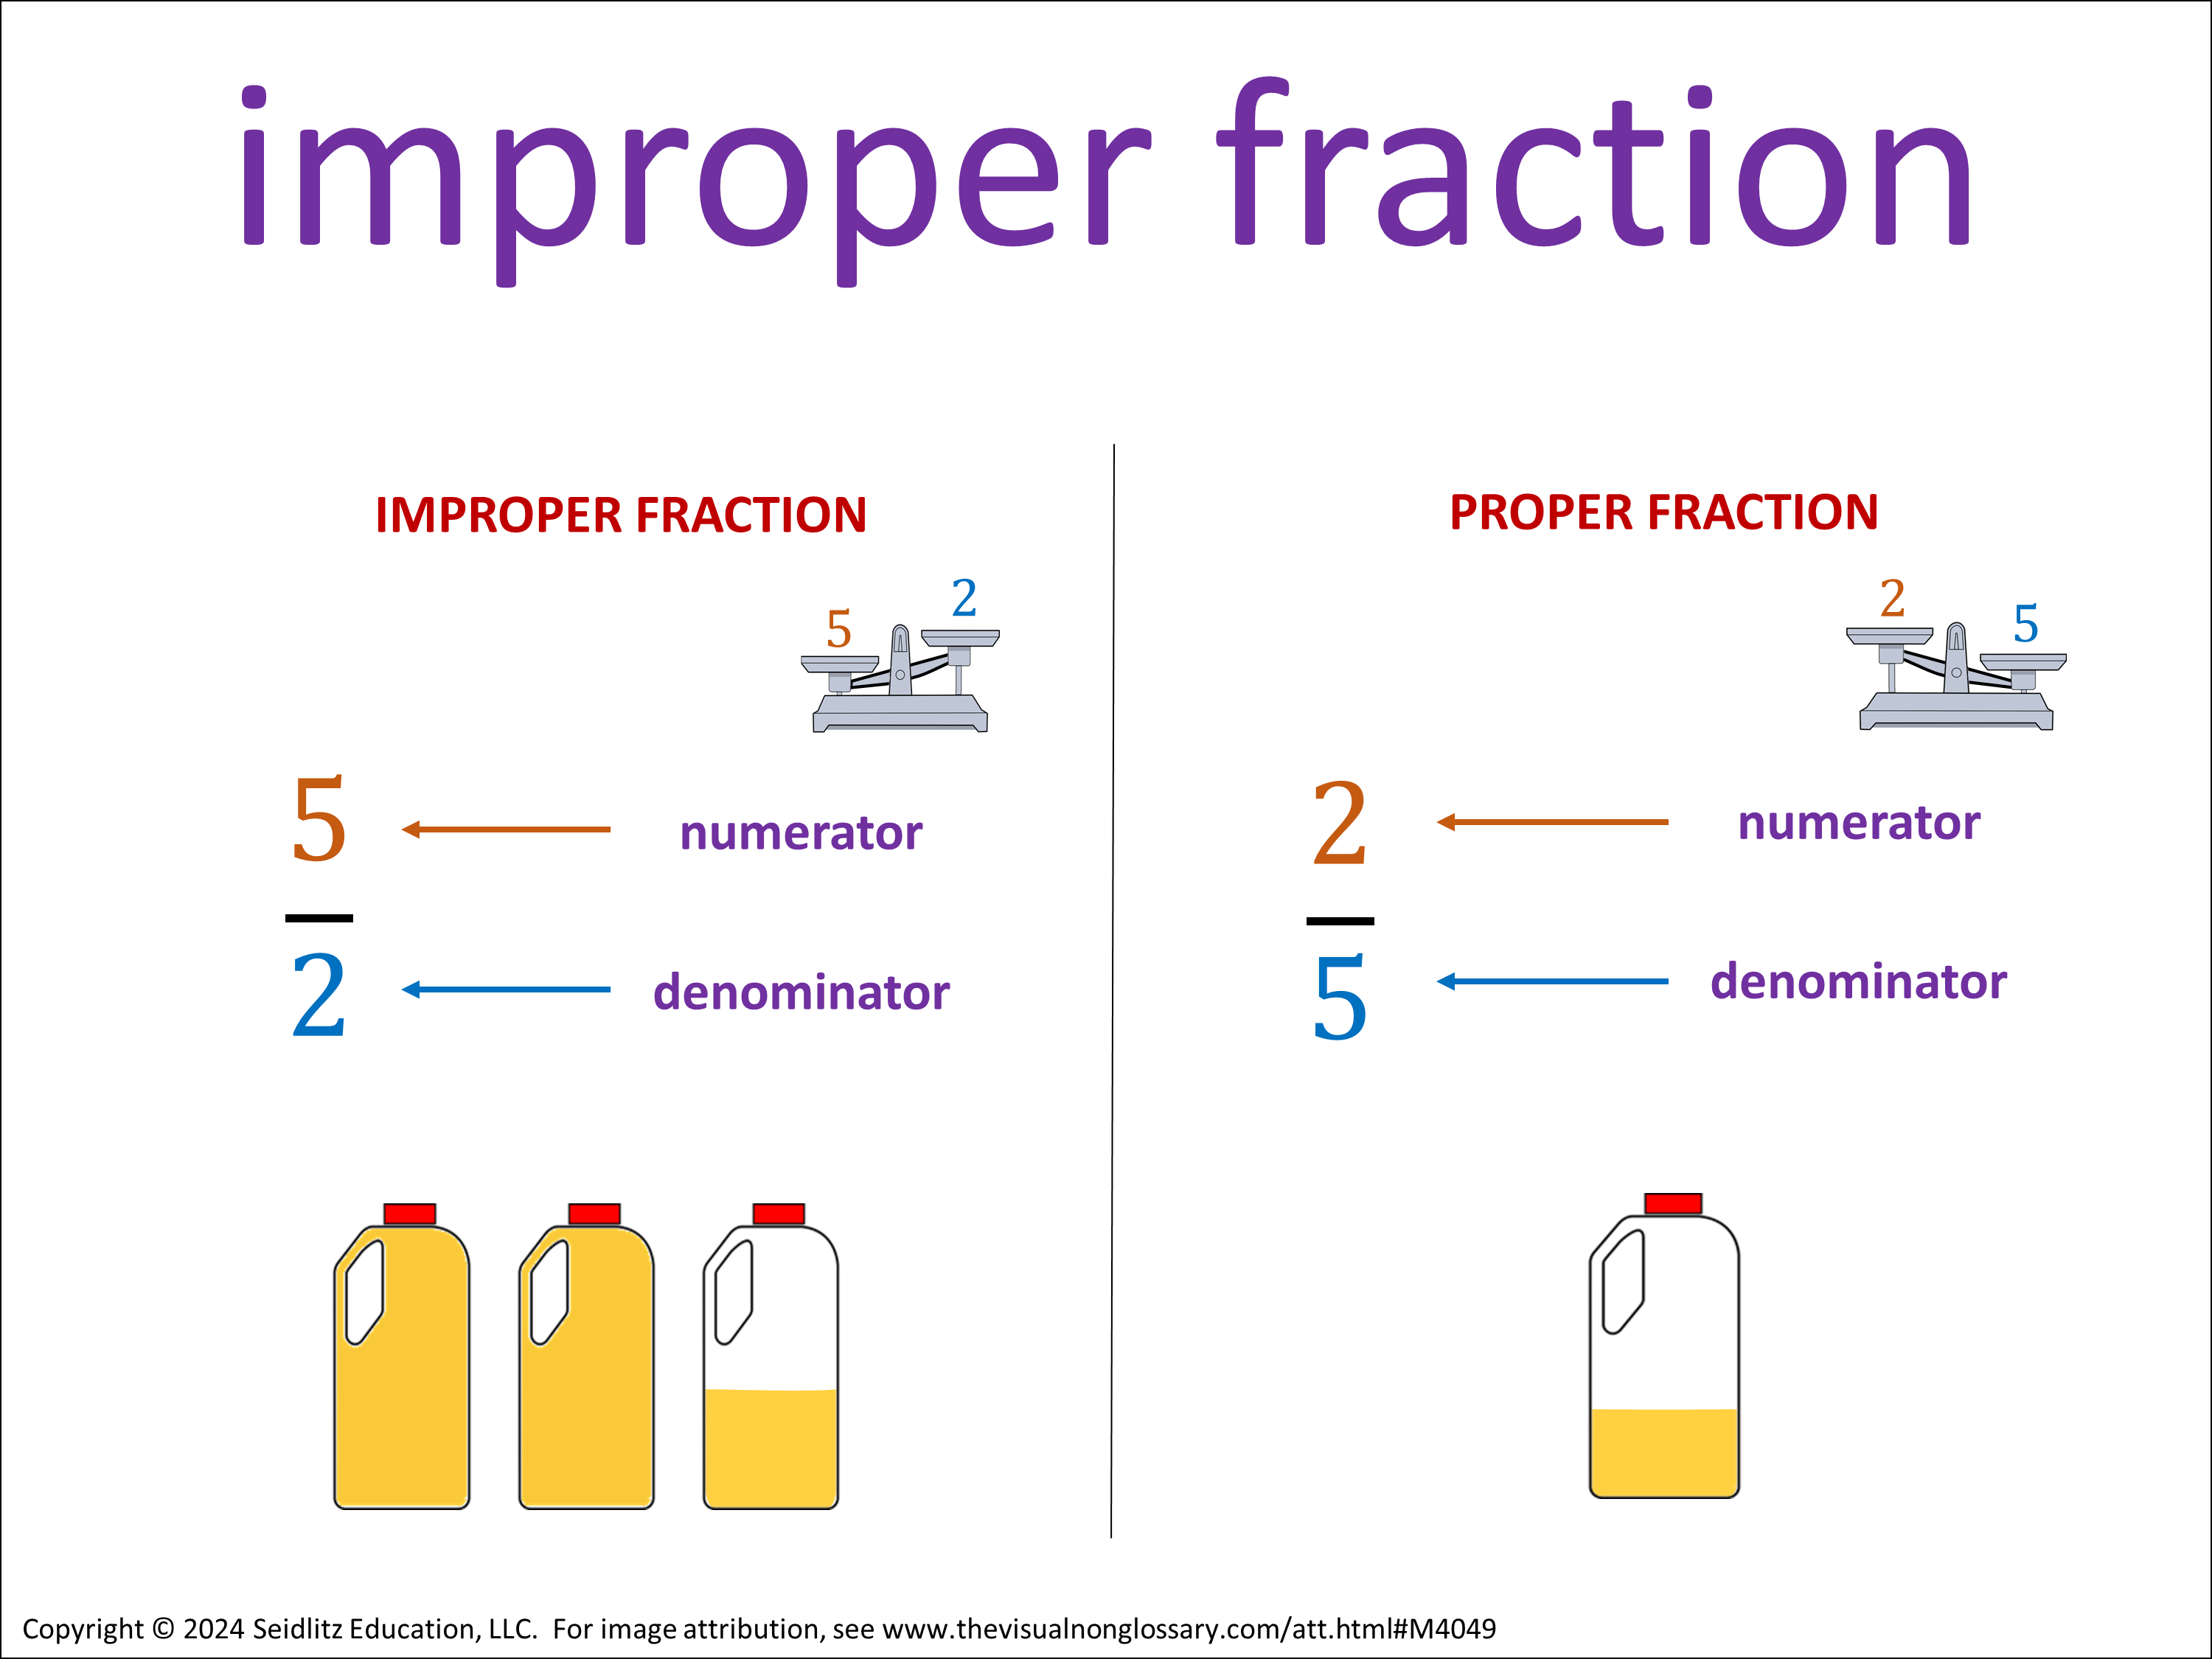 improper fraction
IMPROPER FRACTION
5 2
5
numerator
2
denominator
PROPER FRACTION
2 5
2
numerator
5
denominator
Copyright © 2024 Seidlitz Education, LLC.  For image attribution, see www.thevisualnonglossary.com/att.html#M4049